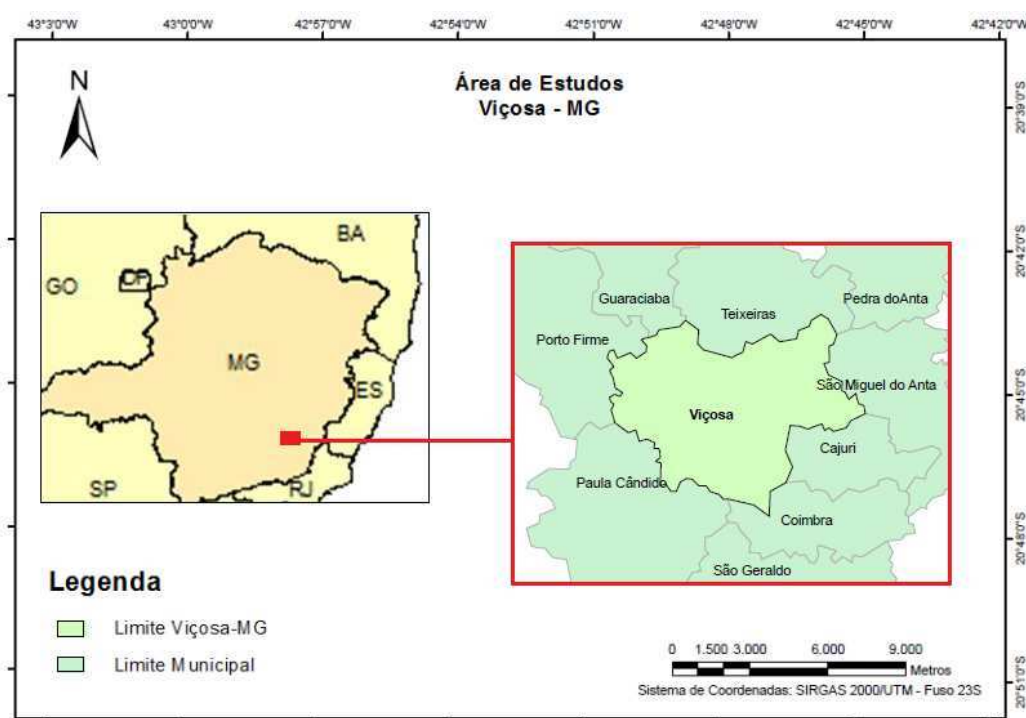 43°3'0"W 43°0'0"W 42°57'0"W 42°54'0"W 42°51'0"W 42°48'0"W 42°46'0"W 42°42'0"W
N
Área de Estudos
Viçosa - MG
20°39'0"S
20°42'0"S
20°45'0"S
20°48'0"S
20°51'0"S
BA
GO
DF
MG
ES
SP
RJ
Guaraciaba
Teixeiras
Pedra doAnta
Porto Firme
São Miguel do Anta
Viçosa
Cajuri
Paula Cândido
Coimbra
São Geraldo
Legenda
Limite Viçosa-MG
Limite Municipal
0 1.500 3.000 6.000 9.000
Metros
Sistema de Coordenadas: SIRGAS 2000/UTM - Fuso 23S